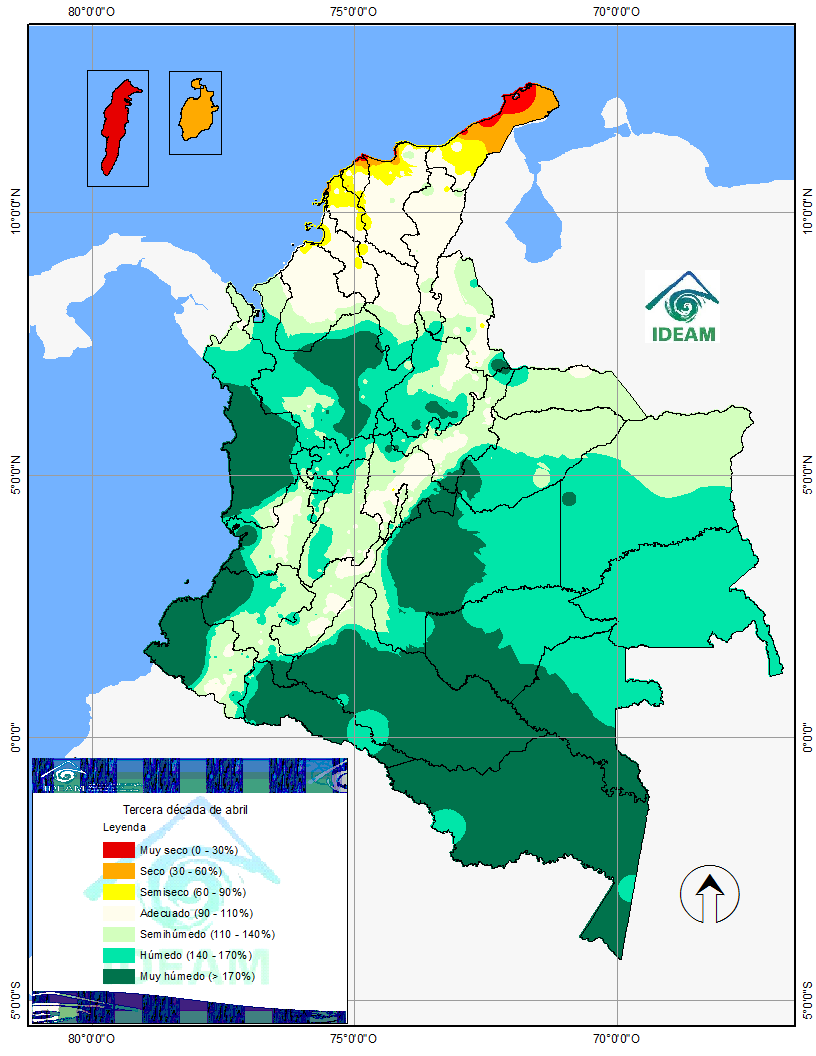 80°0'0"O 75°0'0"O 70°0'0"O
10°0'0"N 10°0'0"N
IDEAM
5°0'0"N 5°0'0"N
0°0'0" 0°0'0"
IDEAM
Tercera década de abril
Leyenda
Muy seco (0 - 30%)
Seco (30 - 60%)
Semiseco (60 - 90%)
Adecuado (90 - 110%)
Semihúmedo (110 - 140%)
Húmedo (140 - 170%)
Muy húmedo (> 170%)
IDEAM
5°0'0"S 5°0'0"S
80°0'0"O 75°0'0"O 70°0'0"O